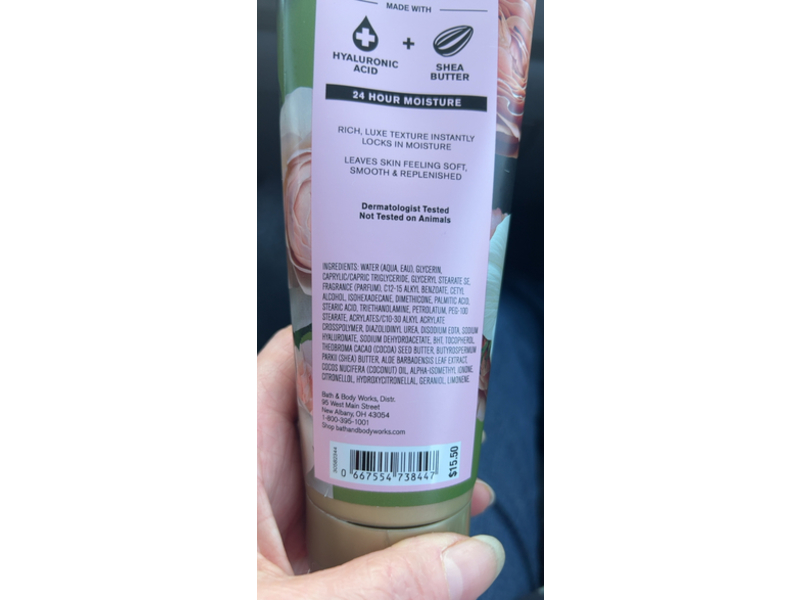 MADE WITH
HYALURONIC
ACID
+
SHEA
BUTTER
24 HOUR MOISTURE
RICH, LUXE TEXTURE INSTANTLY
LOCKS IN MOISTURE
LEAVES SKIN FEELING SOFT,
SMOOTH & REPLENISHED
Dermatologist Tested
Not Tested on Animals
INGREDIENTS: WATER (AQUA, EAU), GLYCERIN,
CAPRYLIC/CAPRIC TRIGLYCERIDE, GLYCERYL STEARATE SE,
FRAGRANCE (PARFUM), C12-15 ALKYL BENZOATE, CETYL
ALCOHOL, ISOHEXADECANE, DIMETHICONE, PALMITIC ACID,
STEARIC ACID, TRIETHANOLAMINE, PETROLATUM, PEG-100
STEARATE, ACRYLATES/C10-30 ALKYL ACRYLATE
CROSSPOLYMER, DIAZOLIDINYL UREA, DISODIUM EDTA, SODIUM
HYALURONATE, SODIUM DEHYDROACETATE, BHT, TOCOPHEROL,
THEOBROMA CACAO (COCOA) SEED BUTTER, BUTYROSPERMUM
PARKII (SHEA) BUTTER, ALOE BARBADENSIS LEAF EXTRACT,
COCOS NUCIFERA (COCONUT) OIL, ALPHA-ISOMETHYL IONONE,
CITRONELLOL, HYDROXYCITRONELLAL, GERANIOL, LIMONENE
Bath & Body Works, Distr.
95 West Main Street
New Albany, OH 43054
1-800-395-1001
Shop bathandbodyworks.com
0 667554 738447
$15.50